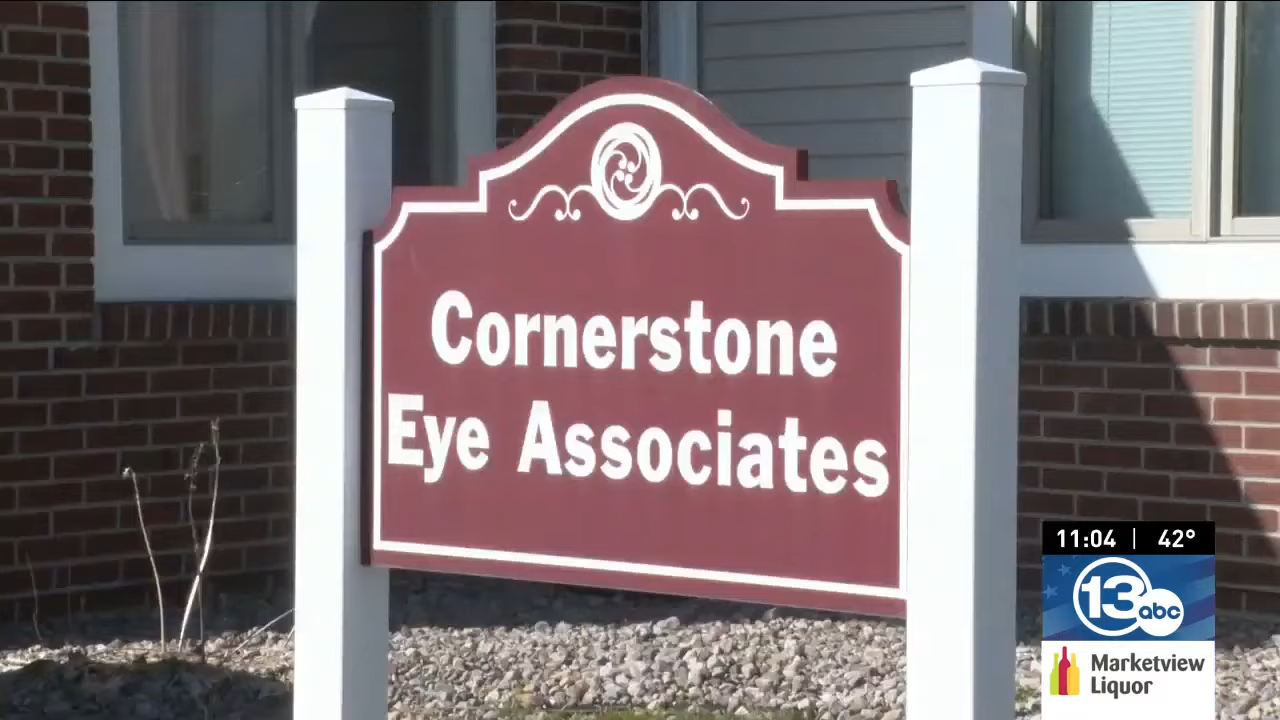 Cornerstone
Eye Associates
11:04 | 42°
13abc
Marketview
Liquor